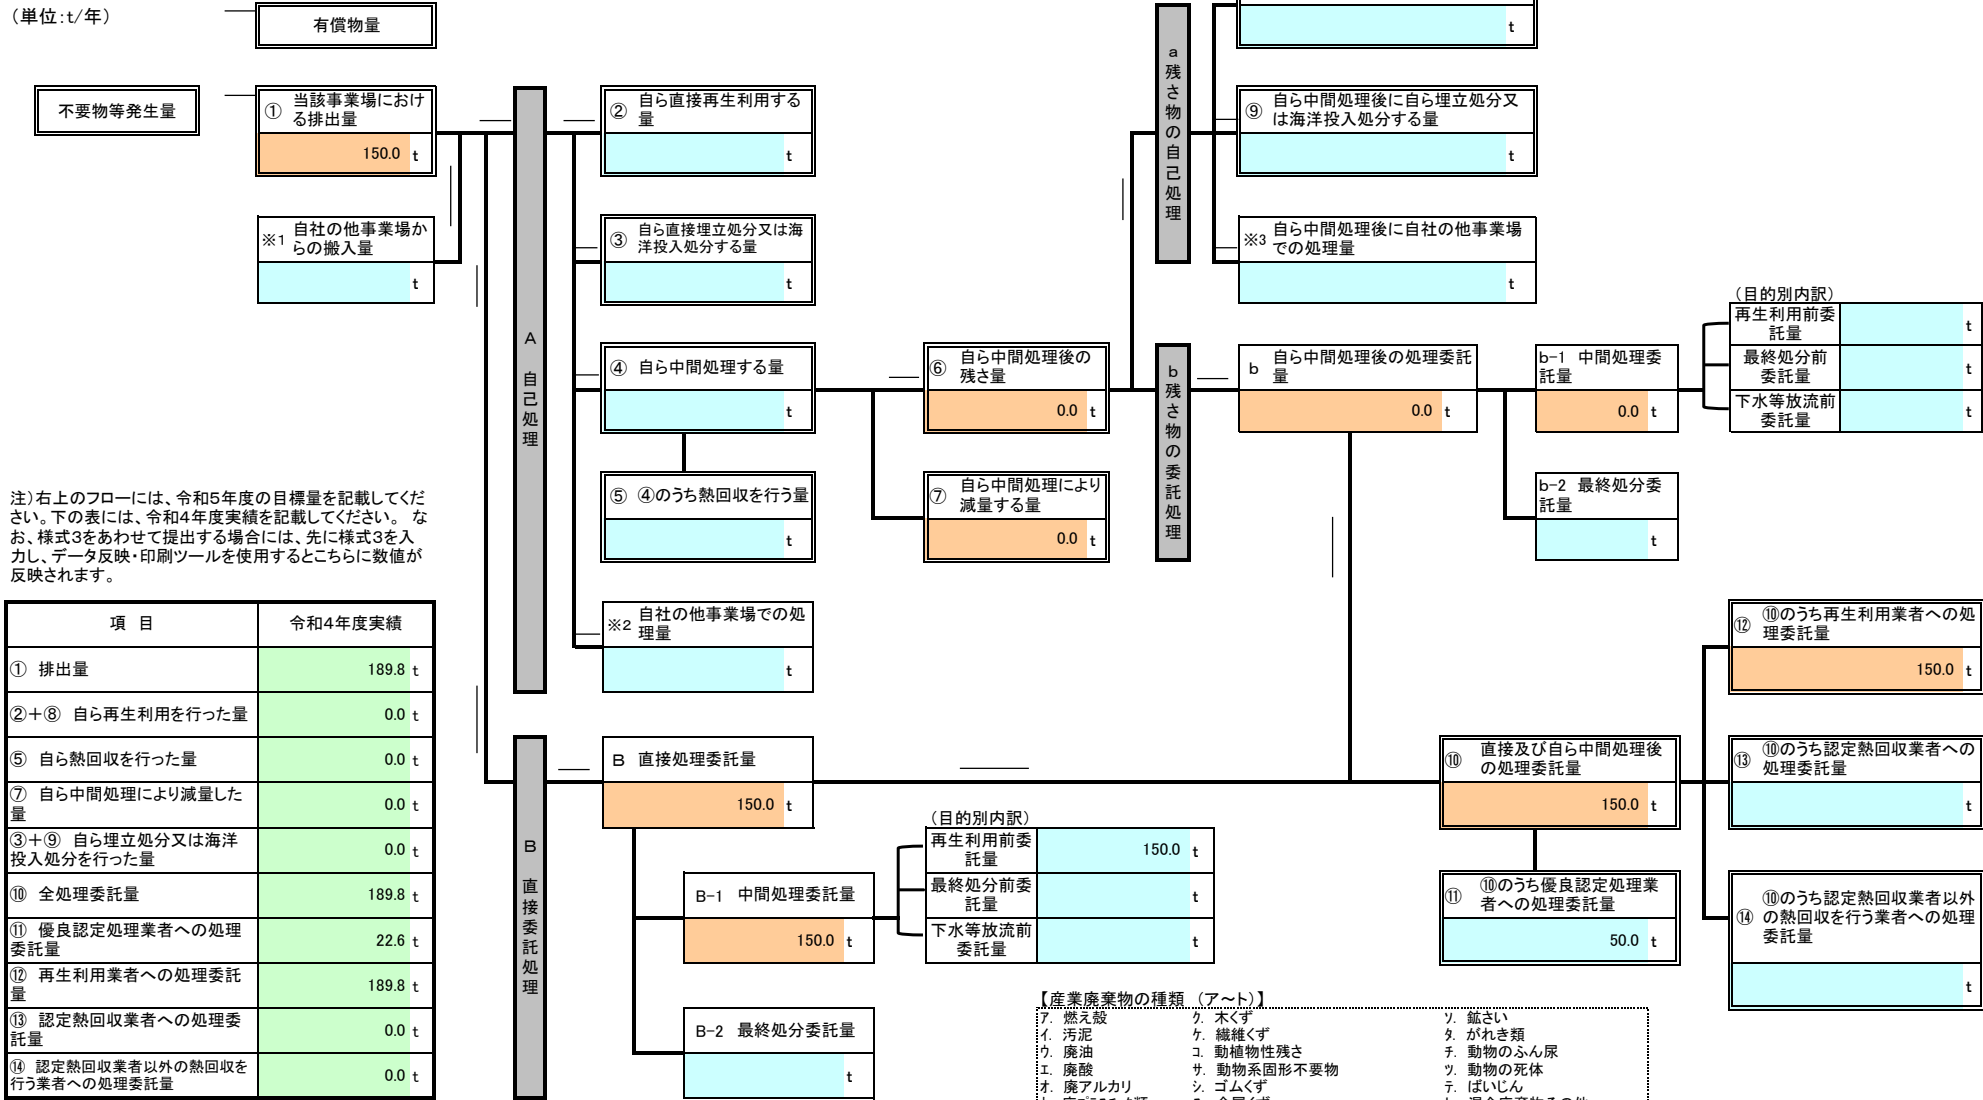 （単位：t/年）
有償物量
不要物等発生量
① 当該事業場におけ
る排出量
150.0 t
※1 自社の他事業場か
らの搬入量
t
A 自己処理
② 自ら直接再生利用する
量
t
③ 自ら直接埋立処分又は海
洋投入処分する量
t
④ 自ら中間処理する量
t
⑤ ④のうち熱回収を行う量
t
※2 自社の他事業場での処
理量
t
⑥ 自ら中間処理後の
残さ量
0.0 t
⑦ 自ら中間処理により
減量する量
0.0 t
a 残さ物の自己処理
t
⑨ 自ら中間処理後に自ら埋立処分又
は海洋投入処分する量
t
※3 自ら中間処理後に自社の他事業場
での処理量
t
b 残さ物の委託処理
b 自ら中間処理後の処理委託
量
0.0 t
b-1 中間処理委
託量
0.0 t
b-2 最終処分委
託量
t
（目的別内訳）
再生利用前委
託量
t
最終処分前
委託量
t
下水等放流前
委託量
t
注）右上のフローには、令和5年度の目標量を記載してくだ
さい。下の表には、令和4年度実績を記載してください。 な
お、様式3をあわせて提出する場合には、先に様式3を入
力し、データ反映・印刷ツールを使用するとこちらに数値が
反映されます。
項 目 令和4年度実績
① 排出量 189.8 t
②＋⑧ 自ら再生利用を行った量 0.0 t
⑤ 自ら熱回収を行った量 0.0 t
⑦ 自ら中間処理により減量した
量 0.0 t
③＋⑨ 自ら埋立処分又は海洋
投入処分を行った量 0.0 t
⑩ 全処理委託量 189.8 t
⑪ 優良認定処理業者への処理
委託量 22.6 t
⑫ 再生利用業者への処理委託
量 189.8 t
⑬ 認定熱回収業者への処理委
託量 0.0 t
⑭ 認定熱回収業者以外の熱回収を
行う業者への処理委託量 0.0 t
B 直接委託処理
B 直接処理委託量
150.0 t
B-1 中間処理委託量
150.0 t
B-2 最終処分委託量
t
（目的別内訳）
再生利用前委
託量
150.0 t
最終処分前委
託量
t
下水等放流前
委託量
t
⑩ 直接及び自ら中間処理後
の処理委託量
150.0 t
⑪ ⑩のうち優良認定処理業
者への処理委託量
50.0 t
⑫ ⑩のうち再生利用業者への処
理委託量
150.0 t
⑬ ⑩のうち認定熱回収業者への
処理委託量
t
⑭ ⑩のうち認定熱回収業者以外
の熱回収を行う業者への処理
委託量
t
【産業廃棄物の種類 （ア～ト）】
ア. 燃え殻 ク. 木くず ソ. 鉱さい
イ. 汚泥 ケ. 繊維くず タ. がれき類
ウ. 廃油 コ. 動植物性残さ チ. 動物のふん尿
エ. 廃酸 サ. 動物系固形不要物 ツ. 動物の死体
オ. 廃アルカリ シ. ゴムくず テ. ばいじん